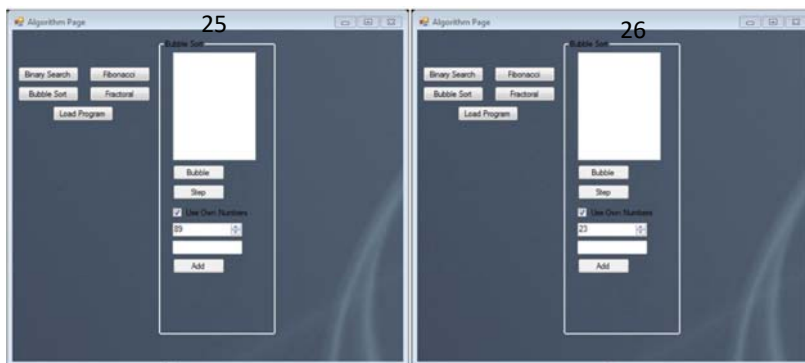 25
Algorithm Page
Bubble Sort
Binary Search
Fibonacci
Bubble Sort
Fractoral
Load Program
Bubble
Step
Use Own Numbers
89
Add
26
Algorithm Page
Bubble Sort
Binary Search
Fibonacci
Bubble Sort
Fractoral
Load Program
Bubble
Step
Use Own Numbers
23
Add